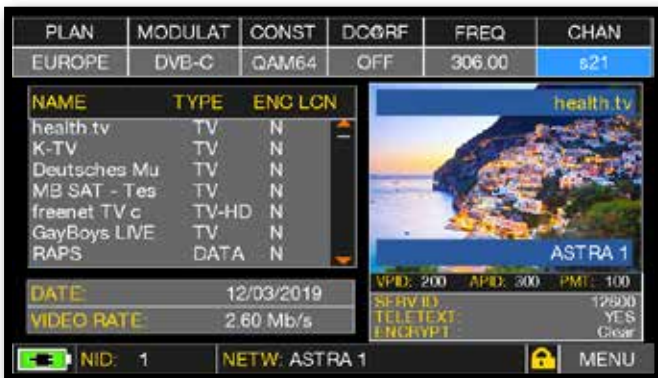 PLAN MODULAT CONST DC@RF FREQ CHAN
EUROPE DVB-C QAM64 OFF 306.00 s21
NAME TYPE ENC LCN
health.tv TV N
K-TV TV N
Deutsches Mu TV N
MB SAT - Tes TV N
freenet TV c TV-HD N
GayBoys LIVE TV N
RAPS DATA N
health.tv
ASTRA 1
VPID: 200 APID: 300 PMT: 100
DATE: 12/03/2019
VIDEO RATE: 2.60 Mb/s
SERV ID: 12600
TELETEXT: YES
ENCRYPT: Clear
NID: 1 NETW: ASTRA 1 MENU